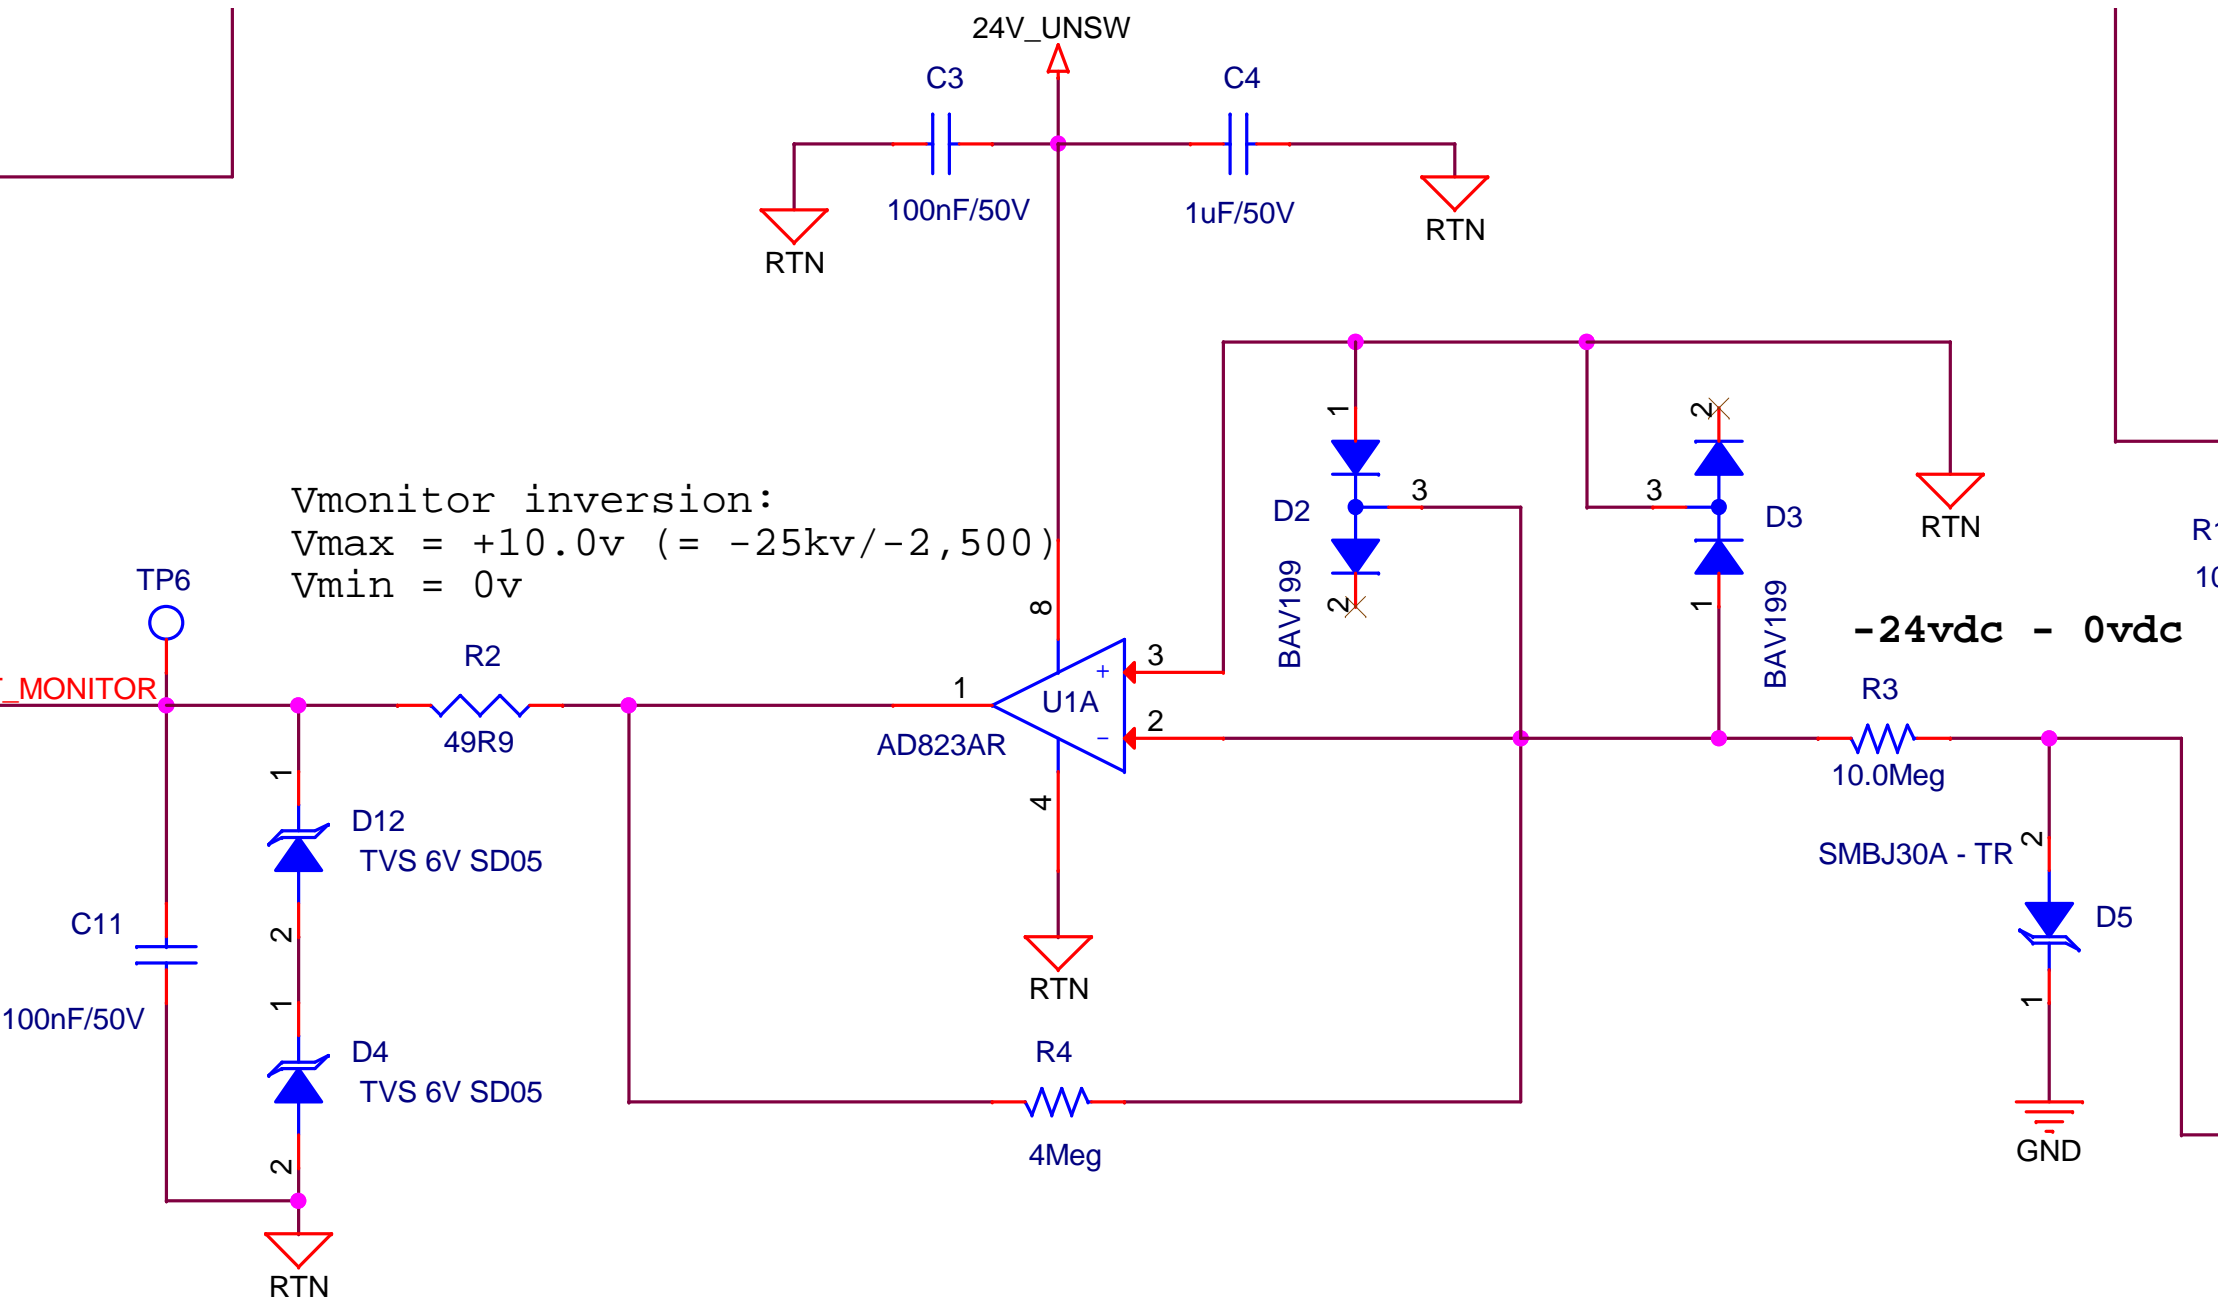 24V_UNSW
C3
C4
100nF/50V
1uF/50V
RTN
RTN
Vmonitor inversion:
Vmax = +10.0v (= -25kv/-2,500)
Vmin = 0v
TP6
_MONITOR
R2
49R9
1
8
U1A
AD823AR
+
-
3
2
4
RTN
1
D2
3
2
BAV199
2
3
D3
1
BAV199
RTN
-24vdc - 0vdc
R3
10.0Meg
SMBJ30A - TR
2
D5
1
GND
R4
4Meg
1
D12
TVS 6V SD05
2
C11
100nF/50V
1
D4
TVS 6V SD05
2
RTN